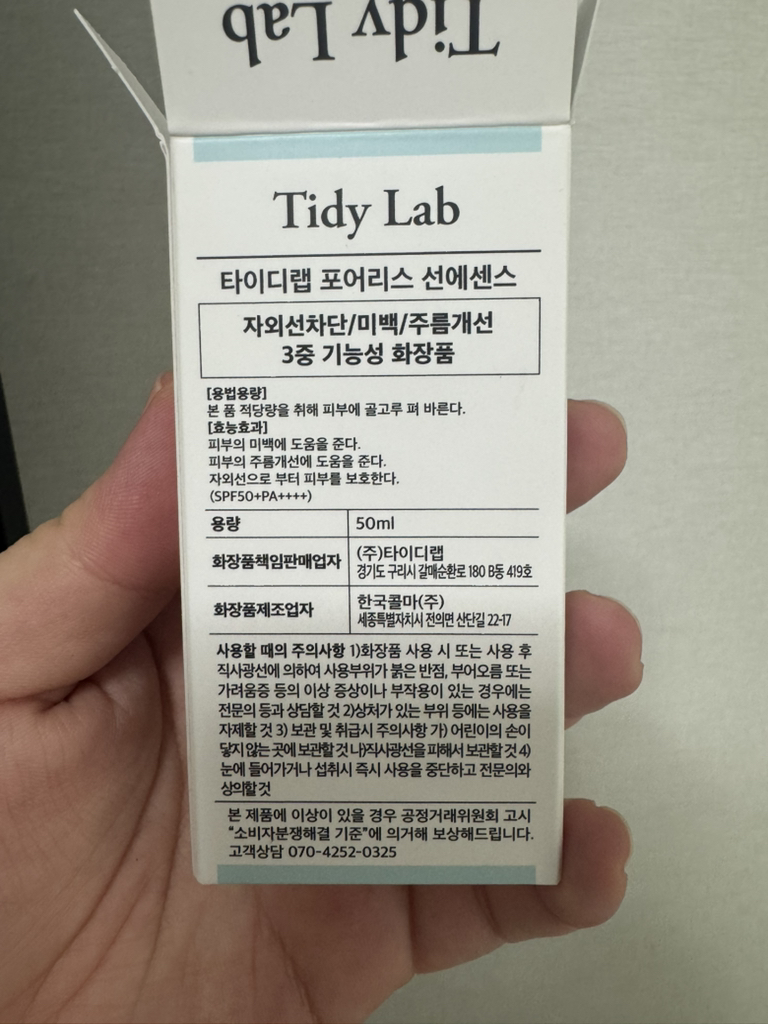 Tidy Lab
Tidy Lab
타이디랩 포어리스 선에센스
자외선차단/미백/주름개선
3중 기능성 화장품
[용법용량]
본 품 적당량을 취해 피부에 골고루 펴 바른다.
[효능효과]
피부의 미백에 도움을 준다.
피부의 주름개선에 도움을 준다.
자외선으로 부터 피부를 보호한다.
(SPF50+PA++++)
용량 50ml
화장품책임판매업자 (주)타이디랩
경기도 구리시 갈매순환로 180 B동 419호
화장품제조업자 한국콜마(주)
세종특별자치시 전의면 산단길 22-17
사용할 때의 주의사항 1)화장품 사용 시 또는 사용 후
직사광선에 의하여 사용부위가 붉은 반점, 부어오름 또는
가려움증 등의 이상 증상이나 부작용이 있는 경우에는
전문의 등과 상담할 것 2)상처가 있는 부위 등에는 사용을
자제할 것 3) 보관 및 취급시 주의사항 가) 어린이의 손이
닿지 않는 곳에 보관할 것 나)직사광선을 피해서 보관할 것 4)
눈에 들어가거나 섭취시 즉시 사용을 중단하고 전문의와
상의할 것
본 제품에 이상이 있을 경우 공정거래위원회 고시
“소비자분쟁해결 기준”에 의거해 보상해드립니다.
고객상담 070-4252-0325